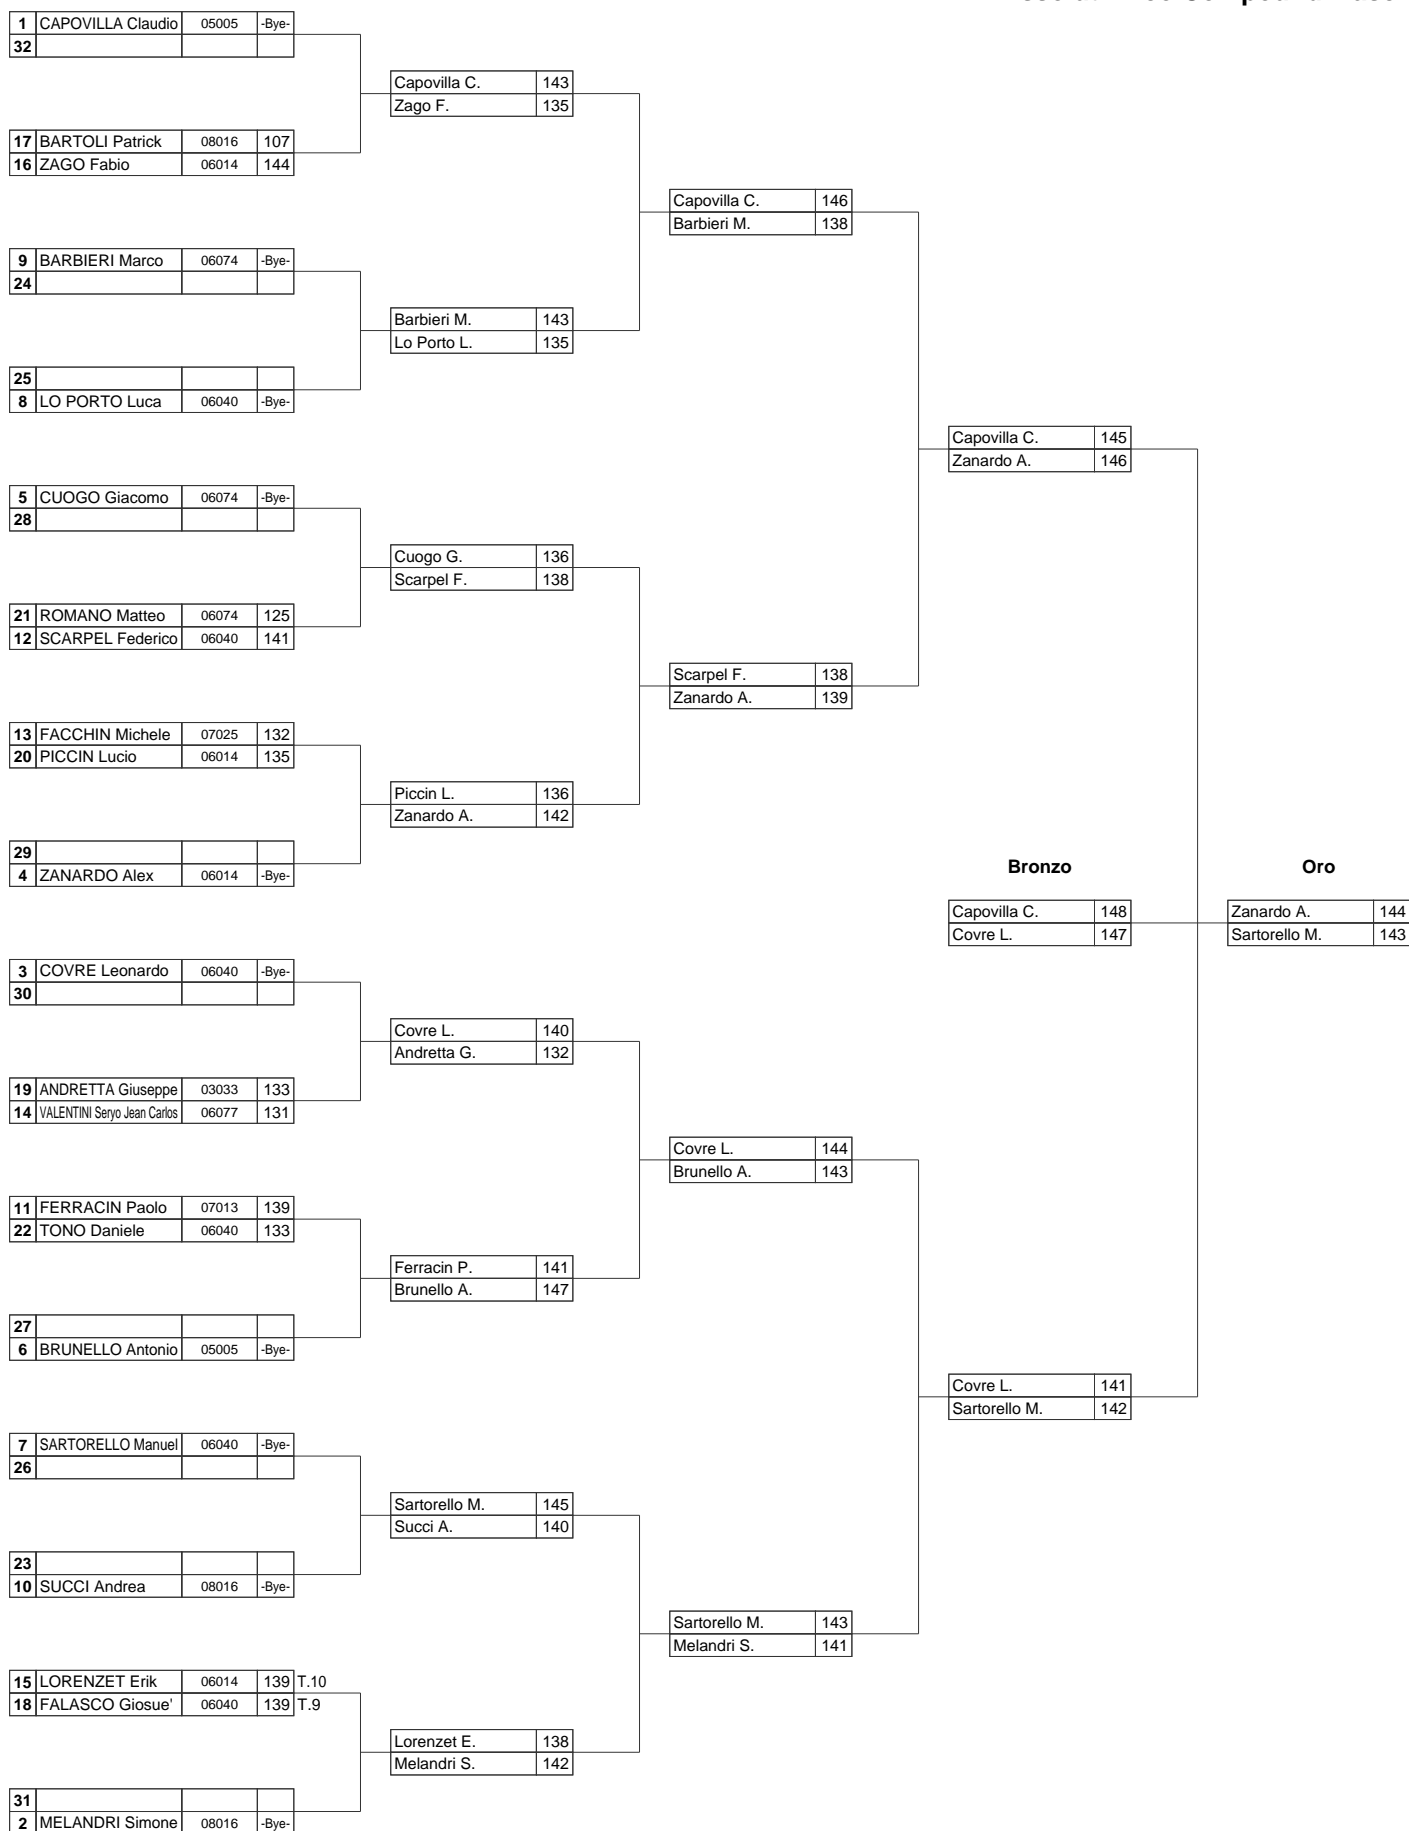 1 CAPOVILLA Claudio 05005 -Bye-
32
Capovilla C. 143
Zago F. 135
17 BARTOLI Patrick 08016 107
16 ZAGO Fabio 06014 144
Capovilla C. 146
Barbieri M. 138
9 BARBIERI Marco 06074 -Bye-
24
Barbieri M. 143
Lo Porto L. 135
25
8 LO PORTO Luca 06040 -Bye-
Capovilla C. 145
Zanardo A. 146
5 CUOGO Giacomo 06074 -Bye-
28
Cuogo G. 136
Scarpel F. 138
21 ROMANO Matteo 06074 125
12 SCARPEL Federico 06040 141
Scarpel F. 138
Zanardo A. 139
13 FACCHIN Michele 07025 132
20 PICCIN Lucio 06014 135
Piccin L. 136
Zanardo A. 142
29
4 ZANARDO Alex 06014 -Bye-
Bronzo Oro
Capovilla C. 148 Zanardo A. 144
Covre L. 147 Sartorello M. 143
3 COVRE Leonardo 06040 -Bye-
30
Covre L. 140
Andretta G. 132
19 ANDRETTA Giuseppe 03033 133
14 VALENTINI Seryo Jean Carlos 06077 131
Covre L. 144
Brunello A. 143
11 FERRACIN Paolo 07013 139
22 TONO Daniele 06040 133
Ferracin P. 141
Brunello A. 147
27
6 BRUNELLO Antonio 05005 -Bye-
Covre L. 141
Sartorello M. 142
7 SARTORELLO Manuel 06040 -Bye-
26
Sartorello M. 145
Succi A. 140
23
10 SUCCI Andrea 08016 -Bye-
Sartorello M. 143
Melandri S. 141
15 LORENZET Erik 06014 139 T.10
18 FALASCO Giosue' 06040 139 T.9
Lorenzet E. 138
Melandri S. 142
31
2 MELANDRI Simone 08016 -Bye-